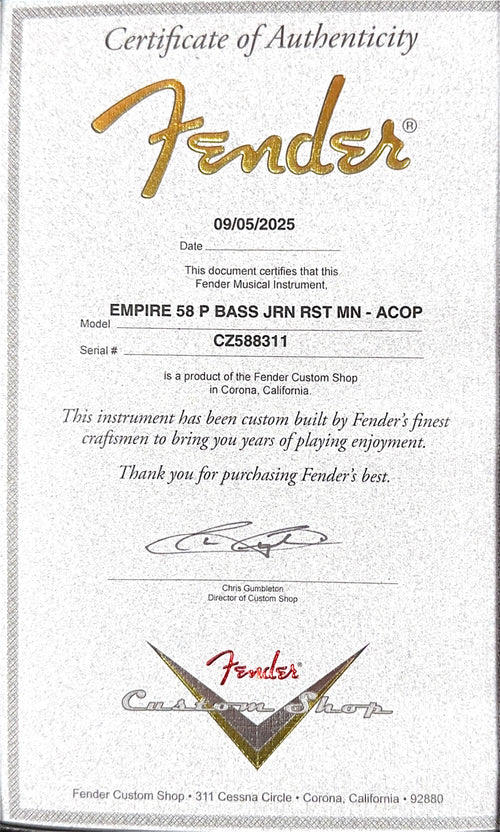 Certificate of Authenticity
Fender®
09/05/2025
Date
This document certifies that this
Fender Musical Instrument,
EMPIRE 58 P BASS JRN RST MN - ACOP
Model
CZ588311
Serial #
is a product of the Fender Custom Shop
in Corona, California.
This instrument has been custom built by Fender's finest
craftsmen to bring you years of playing enjoyment.
Thank you for purchasing Fender's best.
Chris Gumbleton
Director of Custom Shop
Fender®
Custom Shop
Fender Custom Shop • 311 Cessna Circle • Corona, California • 92880